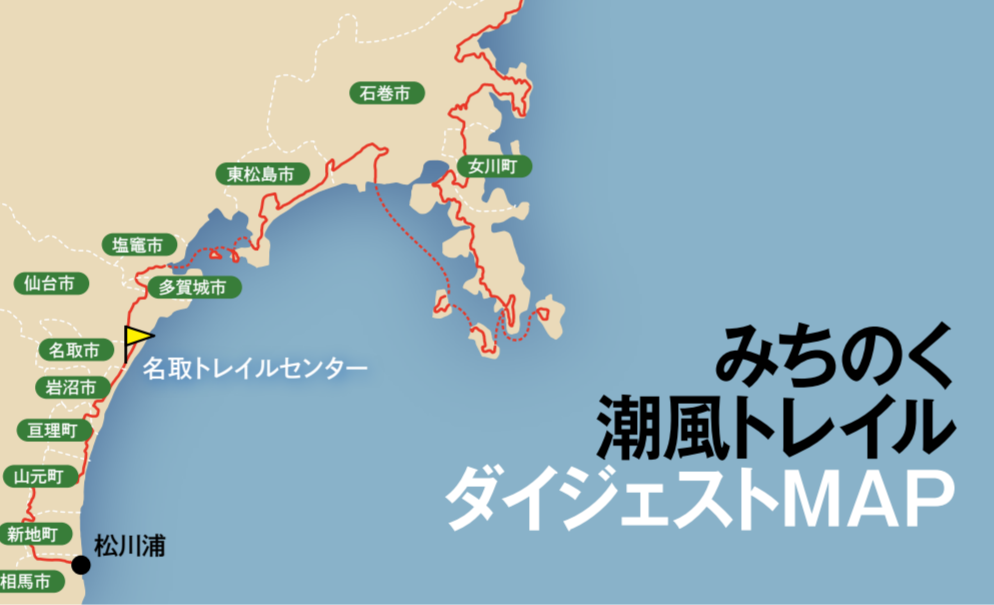 石巻市
女川町
東松島市
塩竈市
仙台市
多賀城市
名取市
名取トレイルセンター
岩沼市
亘理町
山元町
新地町
松川浦
相馬市
みちのく
潮風トレイル
ダイジェストMAP